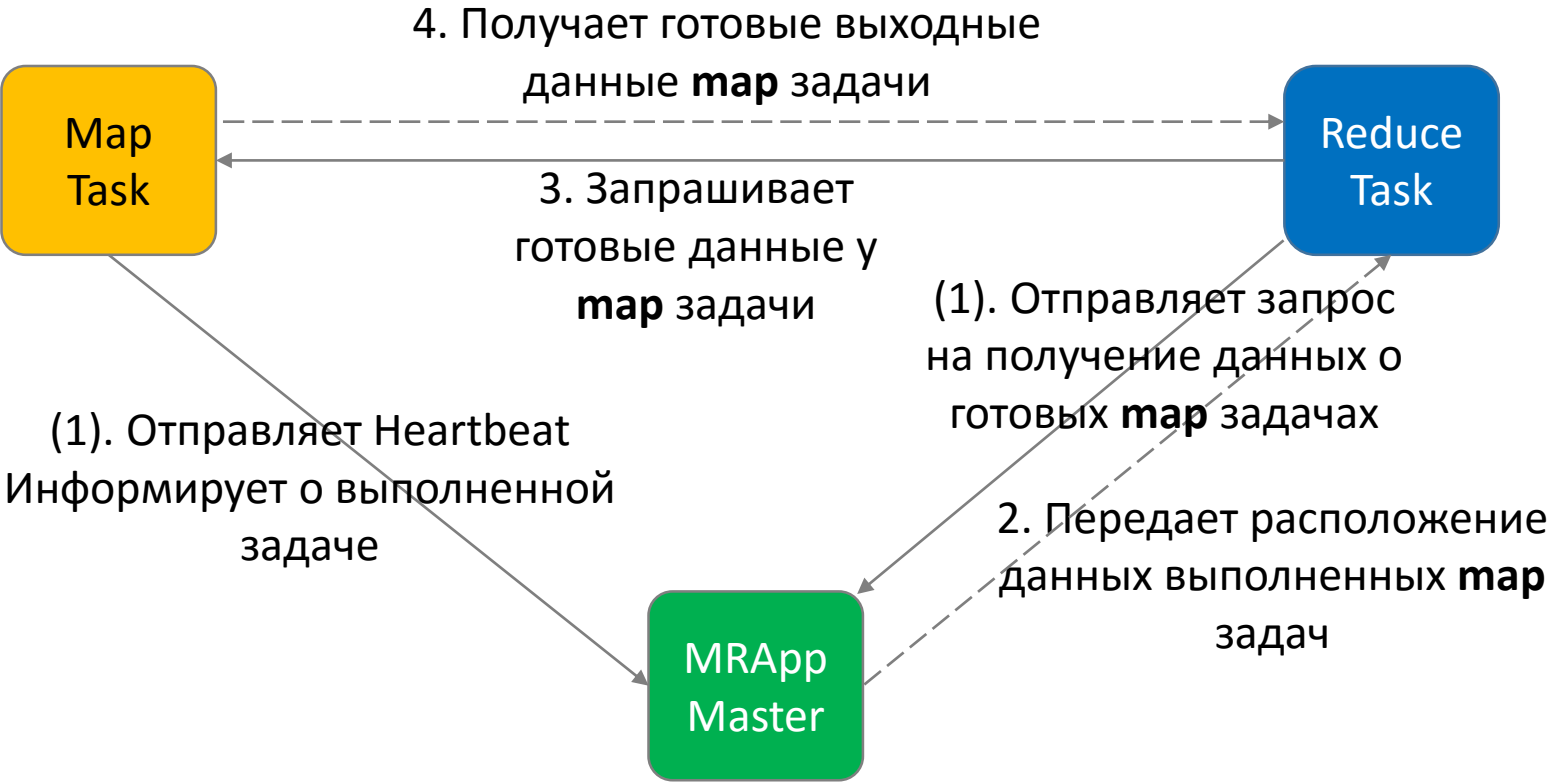 4. Получает готовые выходные
данные map задачи
Map
Task
Reduce
Task
3. Запрашивает
готовые данные у
map задачи
(1). Отправляет запрос
на получение данных о
готовых map задачах
(1). Отправляет Heartbeat
Информирует о выполненной
задаче
2. Передает расположение
данных выполненных map
задач
MRApp
Master